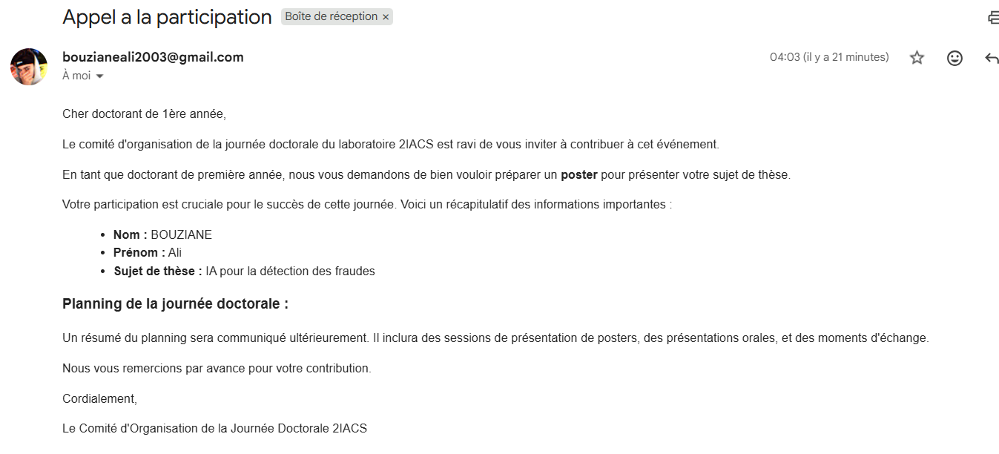 Appel a la participation Boîte de réception ×
bouzianeali2003@gmail.com 04:03 (il y a 21 minutes)
À moi
Cher doctorant de 1ère année,
Le comité d'organisation de la journée doctorale du laboratoire 2IACS est ravi de vous inviter à contribuer à cet événement.
En tant que doctorant de première année, nous vous demandons de bien vouloir préparer un poster pour présenter votre sujet de thèse.
Votre participation est cruciale pour le succès de cette journée. Voici un récapitulatif des informations importantes :
• Nom : BOUZIANE
• Prénom : Ali
• Sujet de thèse : IA pour la détection des fraudes
Planning de la journée doctorale :
Un résumé du planning sera communiqué ultérieurement. Il inclura des sessions de présentation de posters, des présentations orales, et des moments d'échange.
Nous vous remercions par avance pour votre contribution.
Cordialement,
Le Comité d'Organisation de la Journée Doctorale 2IACS